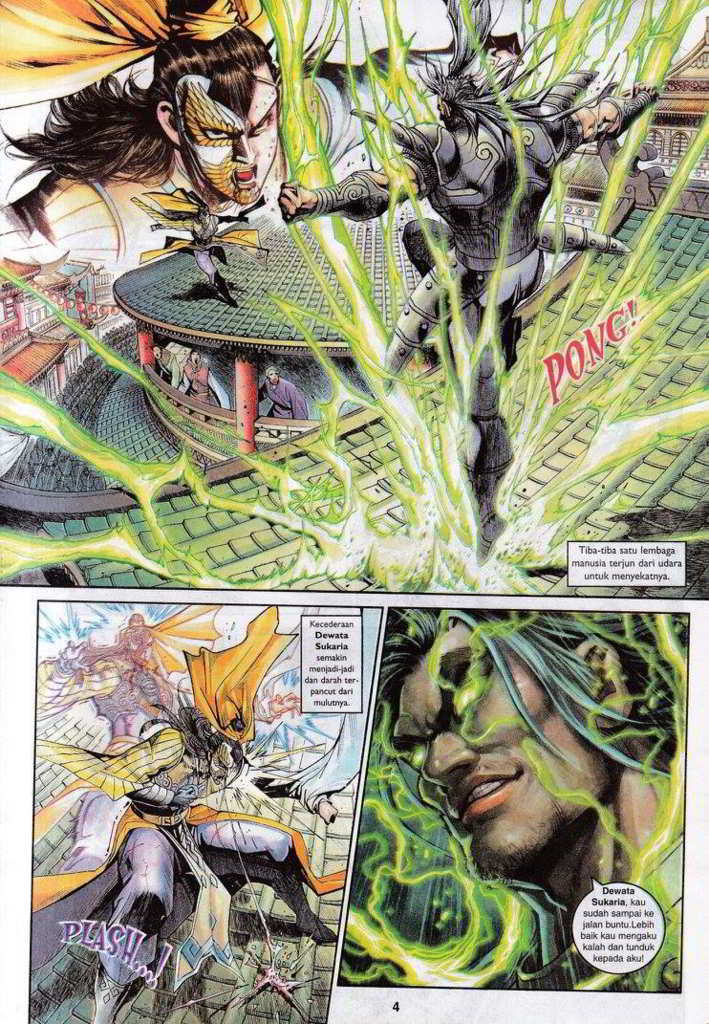 PONG!
Tiba-tiba satu lembaga
manusia terjun dari udara
untuk menyekatnya.
Kecederaan
Dewata
Sukaria
semakin
menjadi-jadi
dan darah ter-
pancut dari
mulutnya.
PLASH...!
Dewata
Sukaria, kau
sudah sampai ke
jalan buntu.Lebih
baik kau mengaku
kalah dan tunduk
kepada aku!
4